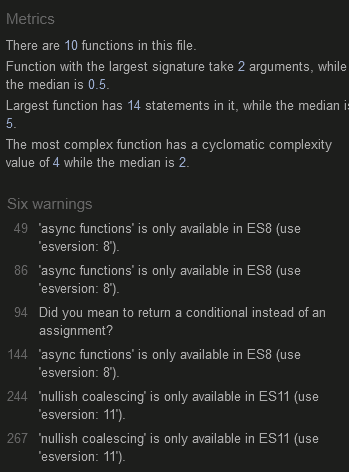 Metrics
There are 10 functions in this file.
Function with the largest signature take 2 arguments, while
the median is 0.5.
Largest function has 14 statements in it, while the median is
5.
The most complex function has a cyclomatic complexity
value of 4 while the median is 2.
Six warnings
49 'async functions' is only available in ES8 (use
'esversion: 8').
86 'async functions' is only available in ES8 (use
'esversion: 8').
94 Did you mean to return a conditional instead of an
assignment?
144 'async functions' is only available in ES8 (use
'esversion: 8').
244 'nullish coalescing' is only available in ES11 (use
'esversion: 11').
267 'nullish coalescing' is only available in ES11 (use
'esversion: 11').